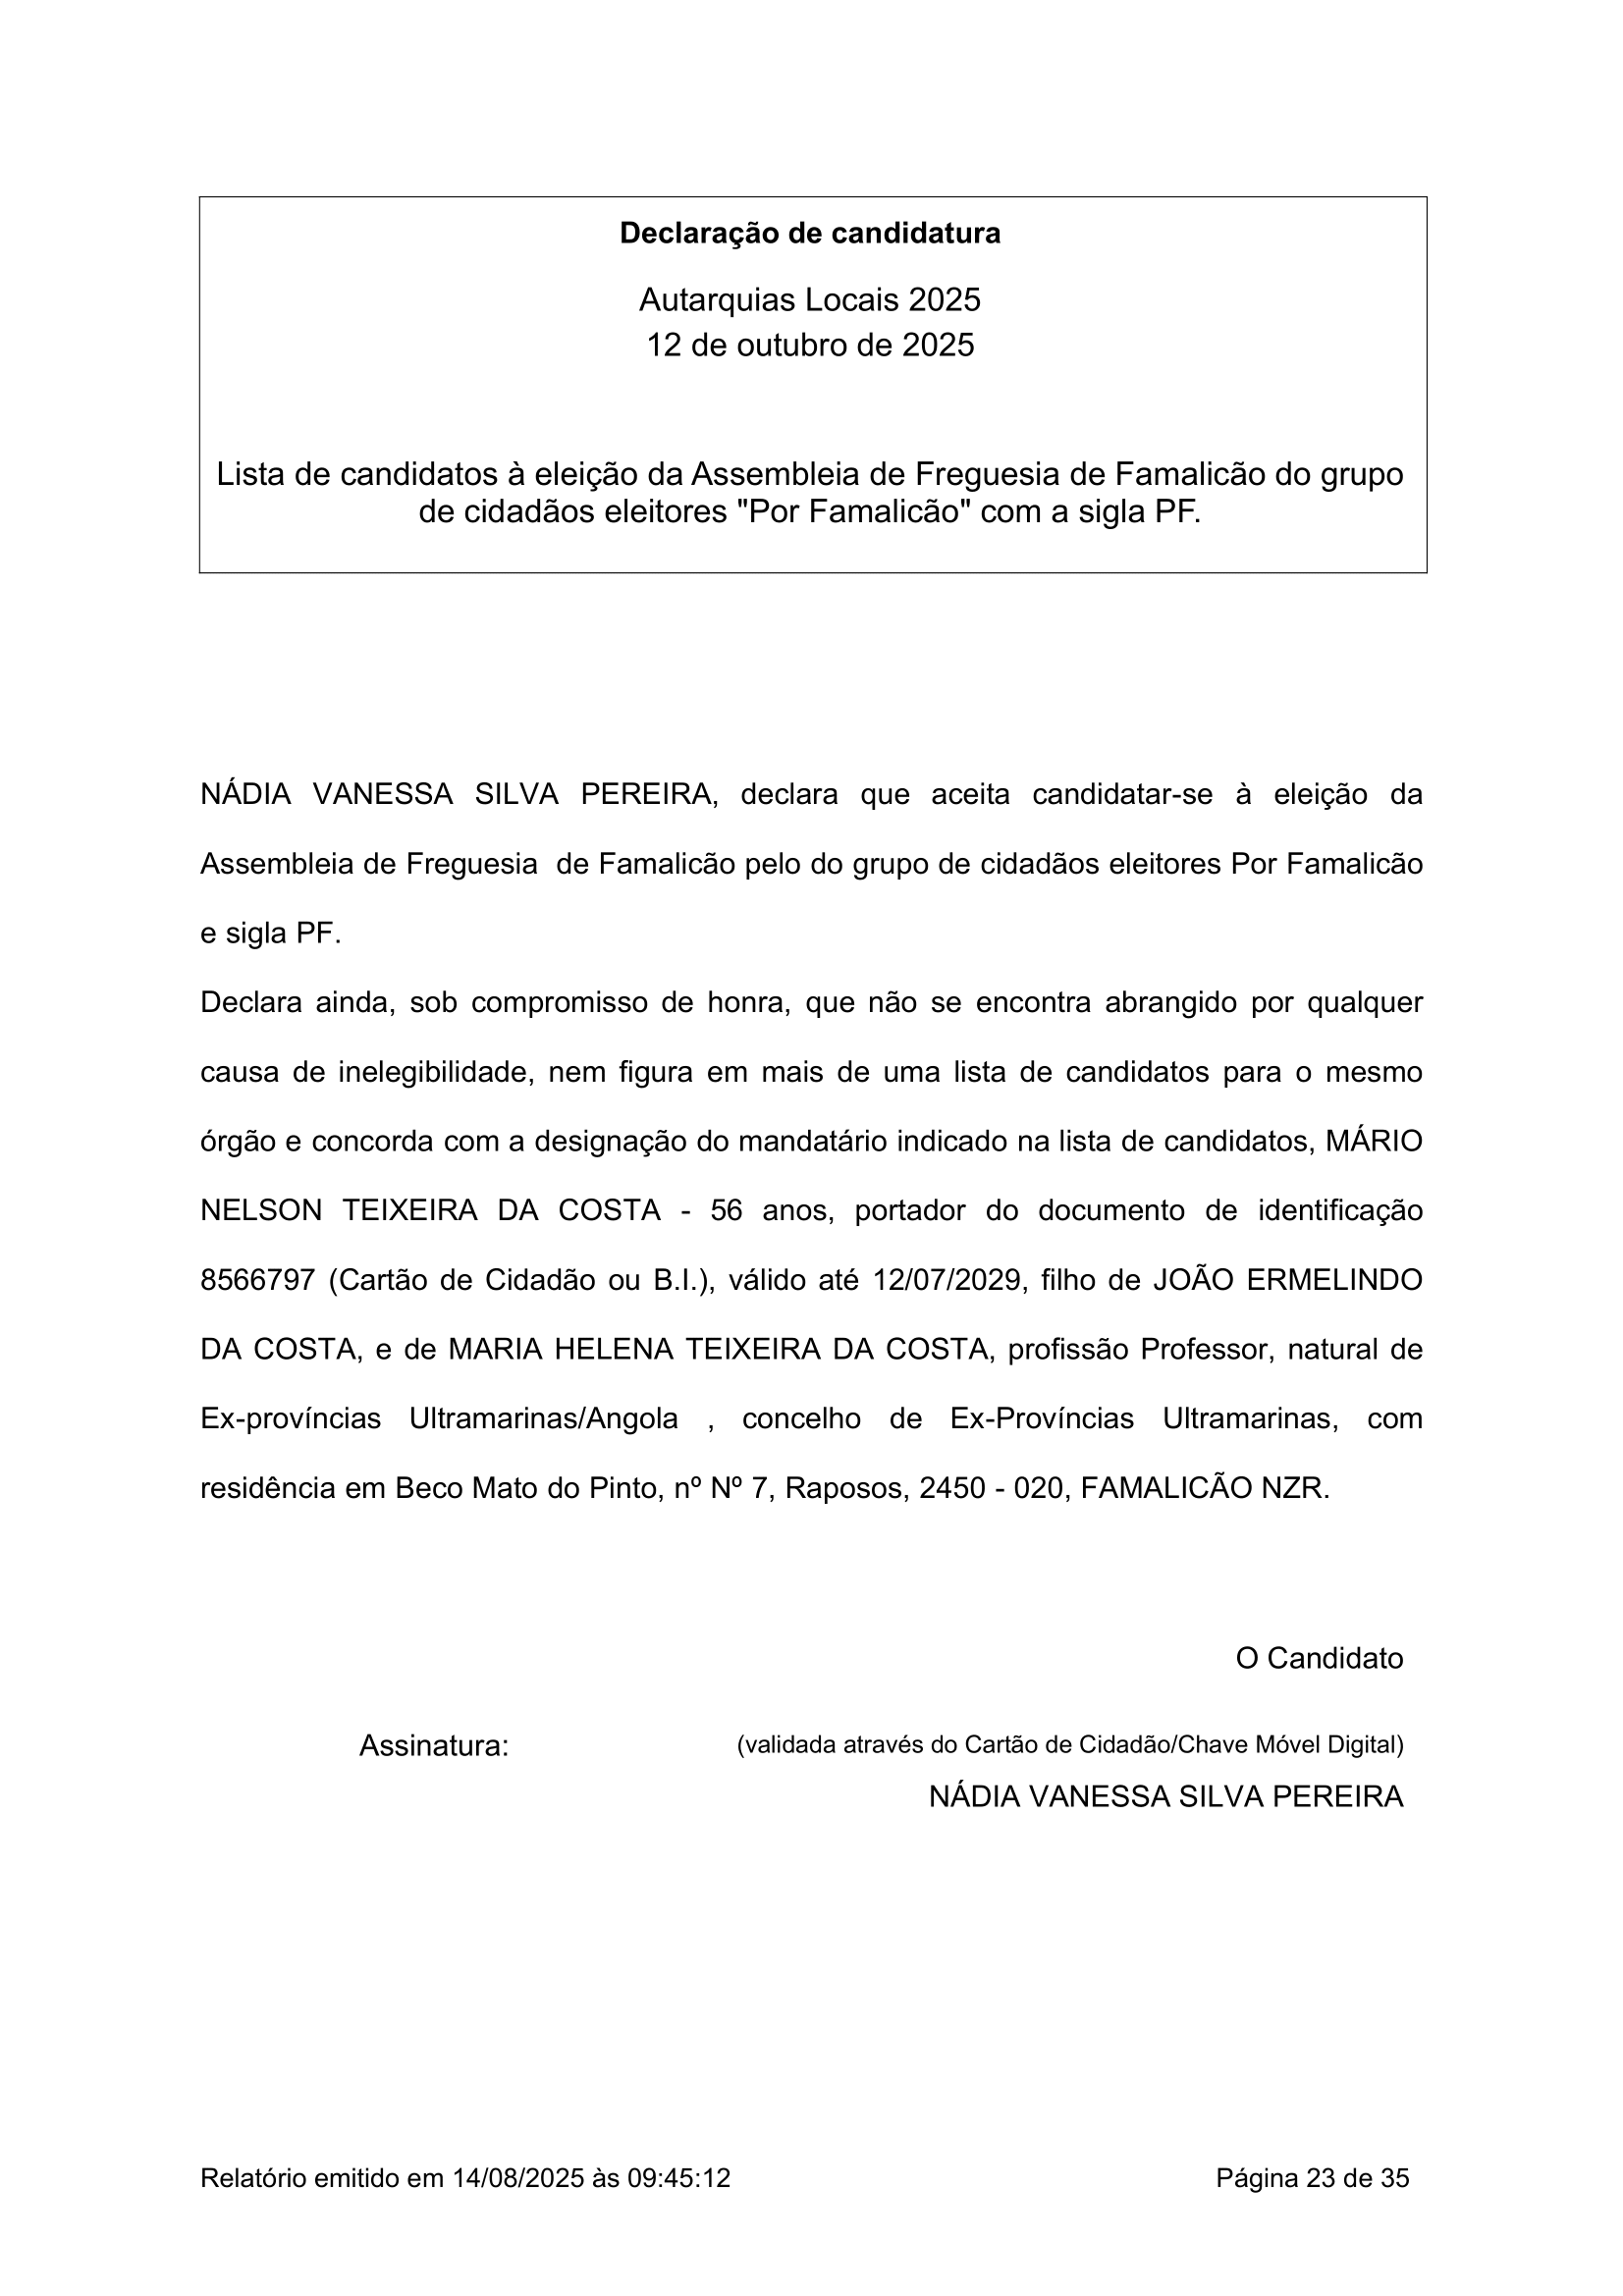 Declaração de candidatura
Autarquias Locais 2025
12 de outubro de 2025
Lista de candidatos à eleição da Assembleia de Freguesia de Famalicão do grupo
de cidadãos eleitores "Por Famalicão" com a sigla PF.
NÁDIA VANESSA SILVA PEREIRA, declara que aceita candidatar-se à eleição da
Assembleia de Freguesia  de Famalicão pelo do grupo de cidadãos eleitores Por Famalicão
e sigla PF.
Declara ainda, sob compromisso de honra, que não se encontra abrangido por qualquer
causa de inelegibilidade, nem figura em mais de uma lista de candidatos para o mesmo
órgão e concorda com a designação do mandatário indicado na lista de candidatos, MÁRIO
NELSON TEIXEIRA DA COSTA - 56 anos, portador do documento de identificação
8566797 (Cartão de Cidadão ou B.I.), válido até 12/07/2029, filho de JOÃO ERMELINDO
DA COSTA, e de MARIA HELENA TEIXEIRA DA COSTA, profissão Professor, natural de
Ex-províncias Ultramarinas/Angola , concelho de Ex-Províncias Ultramarinas, com
residência em Beco Mato do Pinto, nº Nº 7, Raposos, 2450 - 020, FAMALICÃO NZR.
O Candidato
Assinatura: (validada através do Cartão de Cidadão/Chave Móvel Digital)
NÁDIA VANESSA SILVA PEREIRA
Relatório emitido em 14/08/2025 às 09:45:12 Página 23 de 35